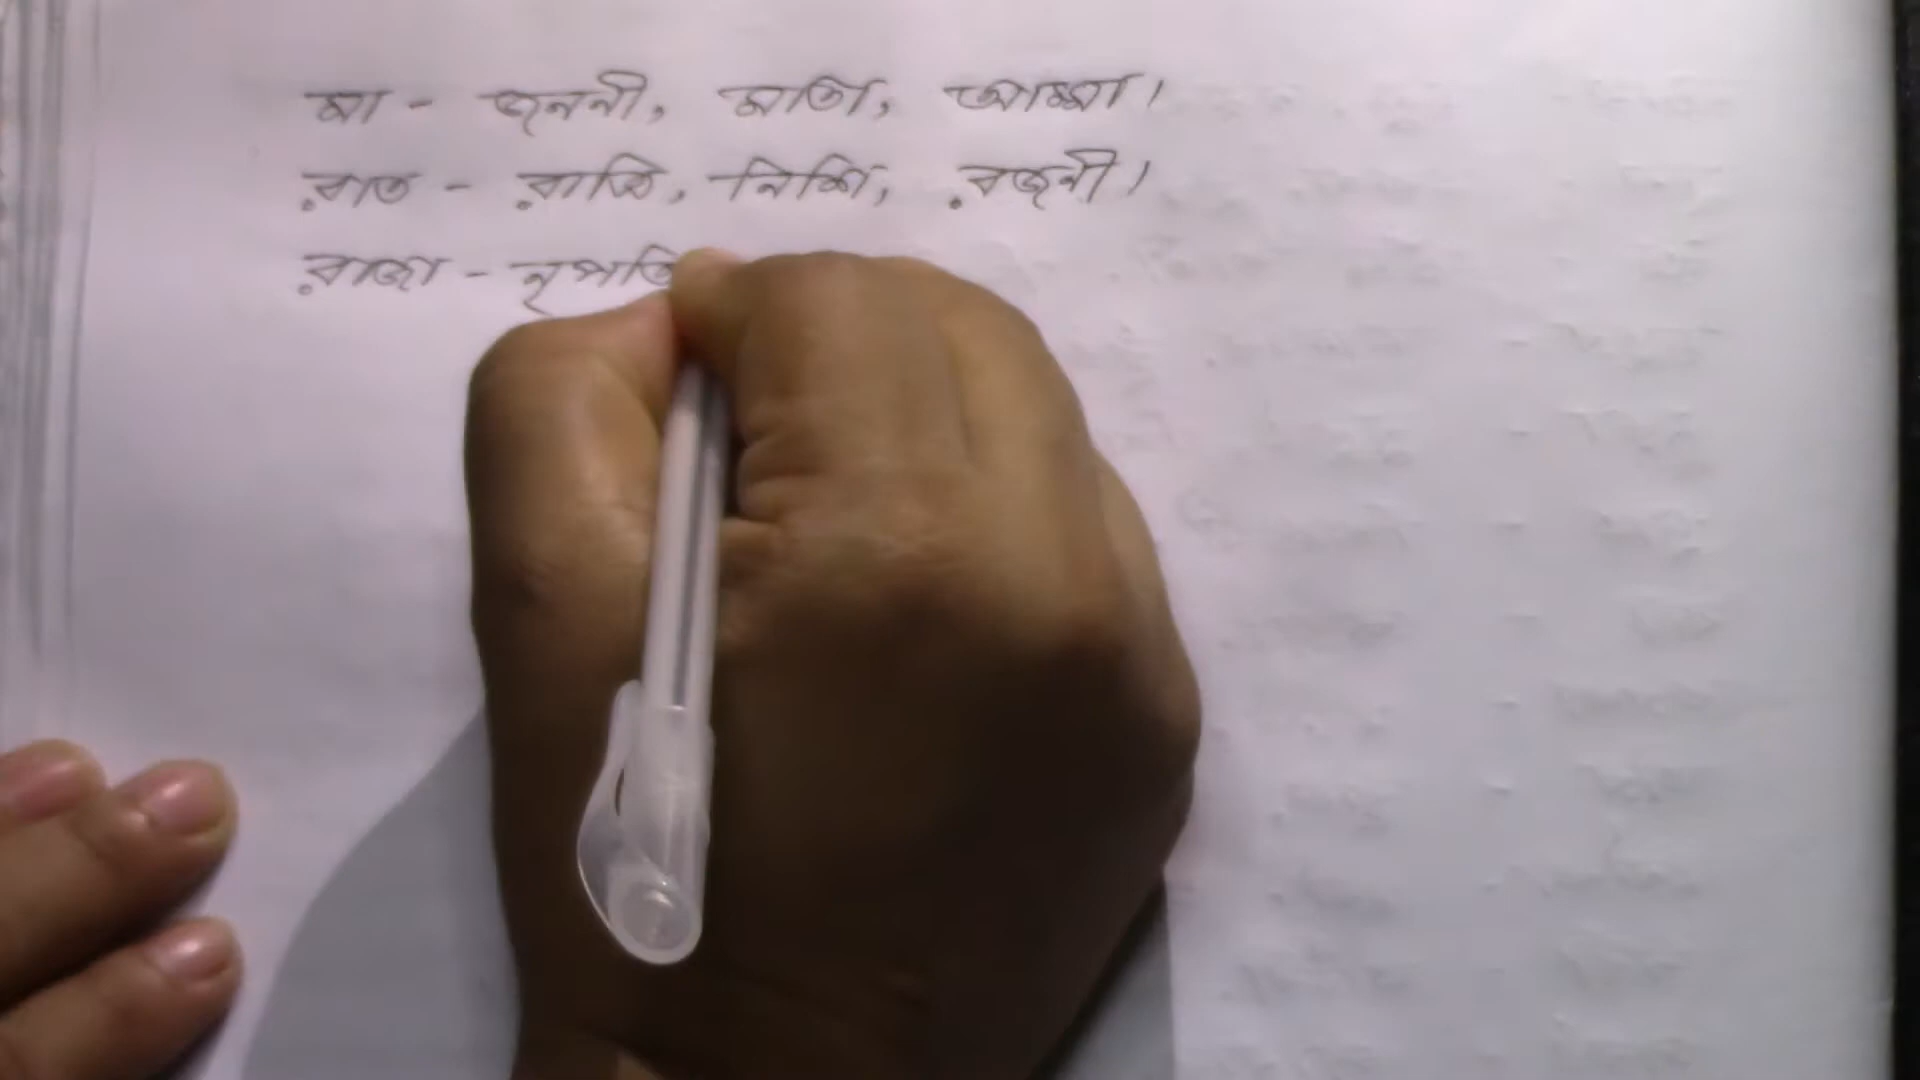 মা - জননী, মাতা, আম্মা।
রাত - রাত্রি, নিশি, রজনী।
রাজা - নৃপতি